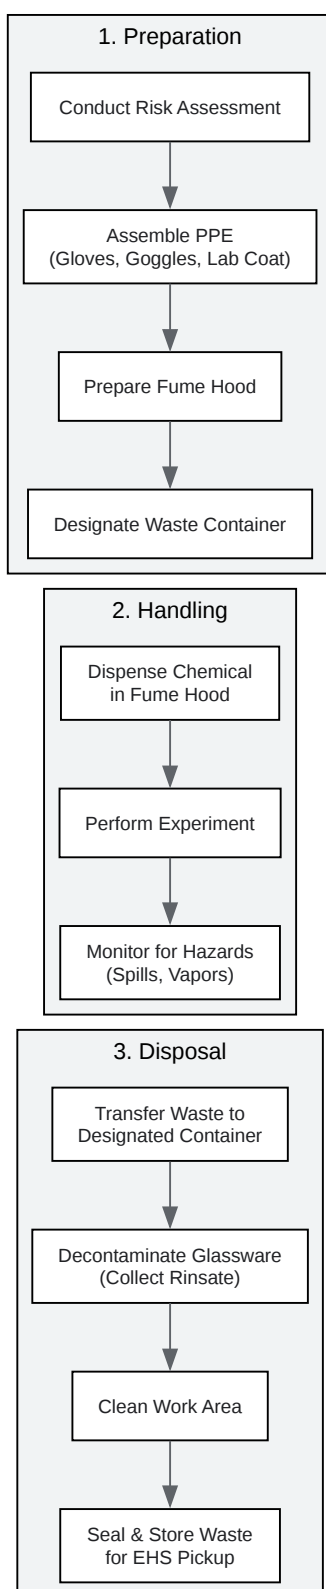 1. Preparation
Conduct Risk Assessment
Assemble PPE
(Gloves, Goggles, Lab Coat)
Prepare Fume Hood
Designate Waste Container
2. Handling
Dispense Chemical
in Fume Hood
Perform Experiment
Monitor for Hazards
(Spills, Vapors)
3. Disposal
Transfer Waste to
Designated Container
Decontaminate Glassware
(Collect Rinsate)
Clean Work Area
Seal & Store Waste
for EHS Pickup